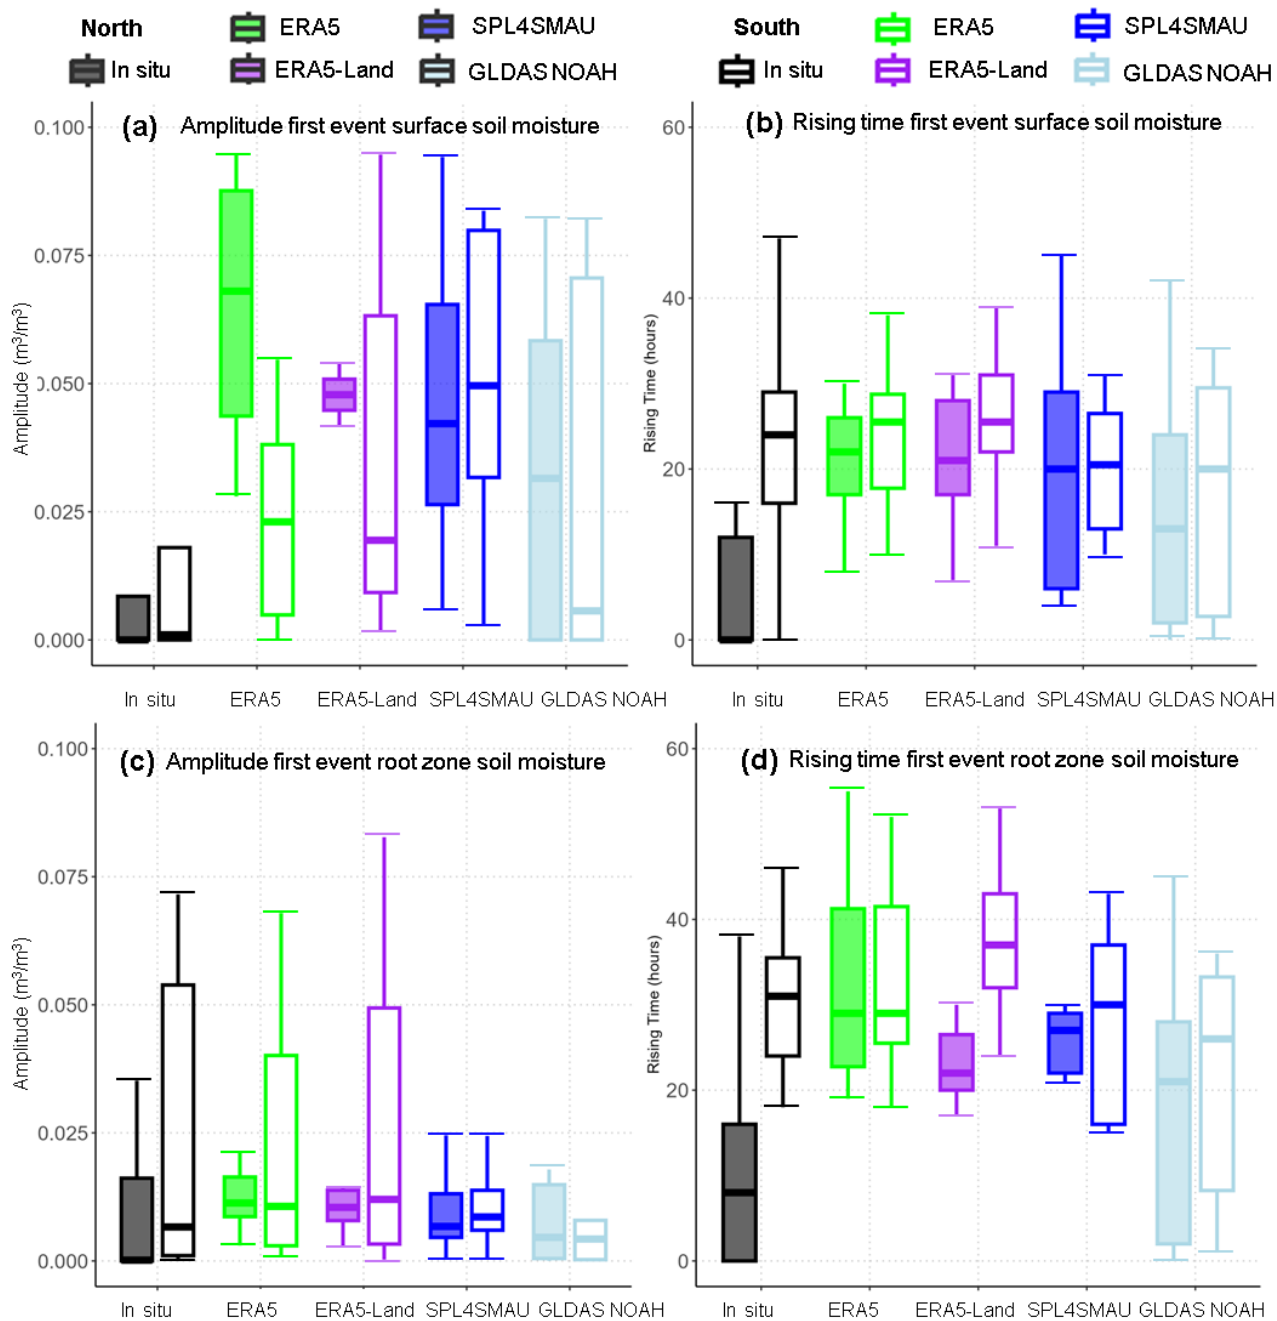 North ERA5 SPL4SMAU South ERA5 SPL4SMAU
In situ ERA5-Land GLDAS NOAH In situ ERA5-Land GLDAS NOAH
(a) Amplitude first event surface soil moisture
0.100
0.075
0.050
0.025
0.000
Amplitude (m³/m³)
In situ ERA5 ERA5-Land SPL4SMAU GLDAS NOAH
(b) Rising time first event surface soil moisture
60
40
20
0
Rising Time (hours)
In situ ERA5 ERA5-Land SPL4SMAU GLDAS NOAH
(c) Amplitude first event root zone soil moisture
0.100
0.075
0.050
0.025
0.000
Amplitude (m³/m³)
In situ ERA5 ERA5-Land SPL4SMAU GLDAS NOAH
(d) Rising time first event root zone soil moisture
60
40
20
0
Rising Time (hours)
In situ ERA5 ERA5-Land SPL4SMAU GLDAS NOAH